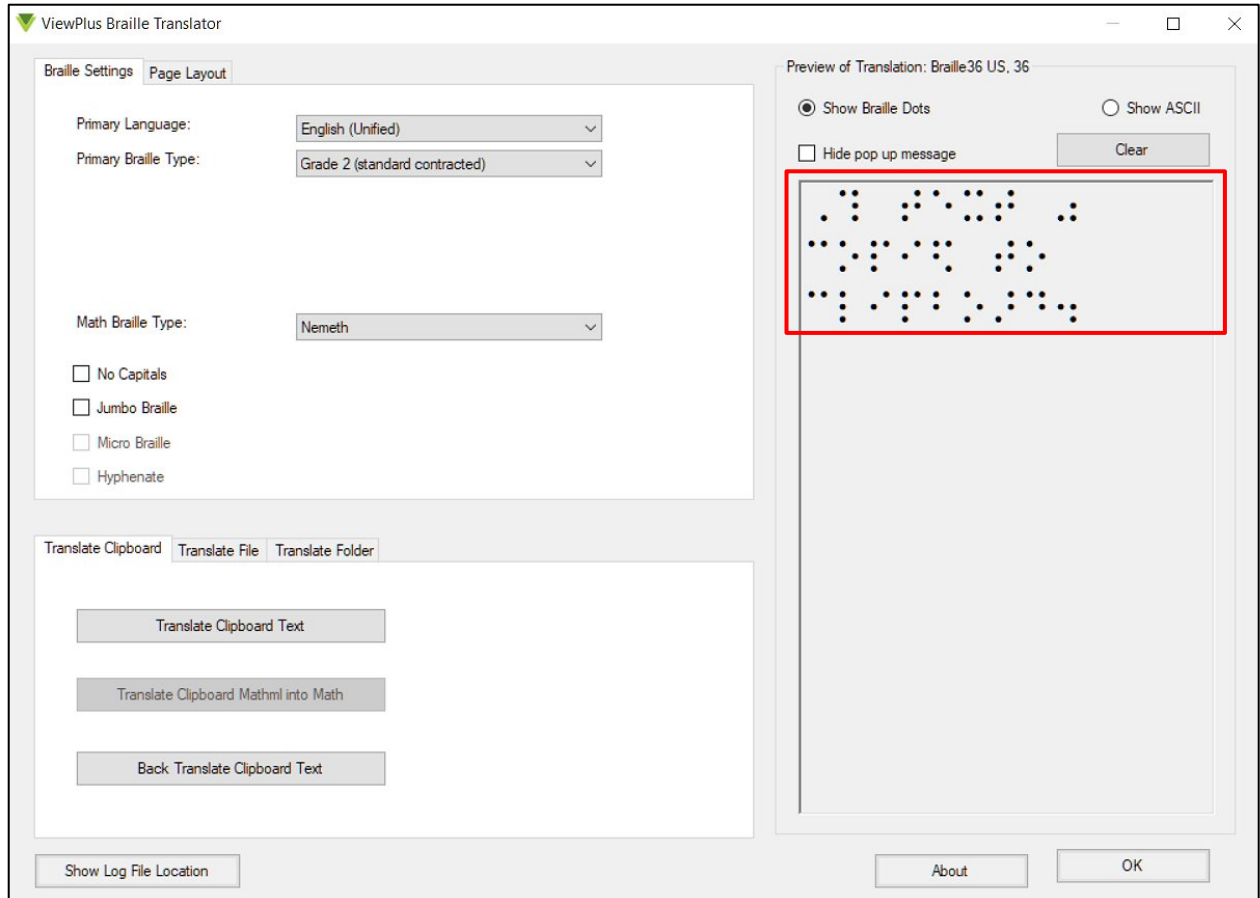 ViewPlus Braille Translator
Braille Settings
Page Layout
Primary Language:
English (Unified)
Primary Braille Type:
Grade 2 (standard contracted)
Math Braille Type:
Nemeth
No Capitals
Jumbo Braille
Micro Braille
Hyphenate
Translate Clipboard
Translate File
Translate Folder
Translate Clipboard Text
Translate Clipboard Mathml into Math
Back Translate Clipboard Text
Show Log File Location
Preview of Translation: Braille36 US, 36
Show Braille Dots
Show ASCII
Hide pop up message
Clear
⠠⠹ ⠞⠑⠭⠞ ⠴
⠉⠕⠏⠊⠫ ⠞⠕
⠉⠇⠊⠏⠃⠕⠜⠙⠲
About
OK